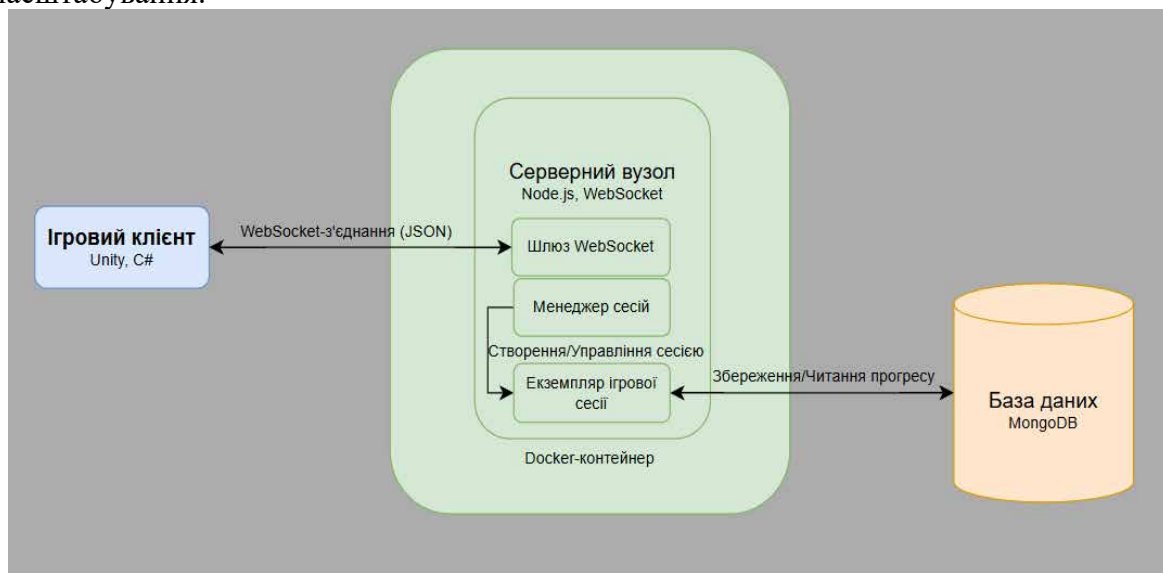 масштабування.
Серверний вузол
Node.js, WebSocket
Ігровий клієнт
Unity, C#
WebSocket-з'єднання (JSON)
Шлюз WebSocket
Менеджер сесій
Створення/Управління сесією
Екземпляр ігрової
сесії
Збереження/Читання прогресу
База даних
MongoDB
Docker-контейнер